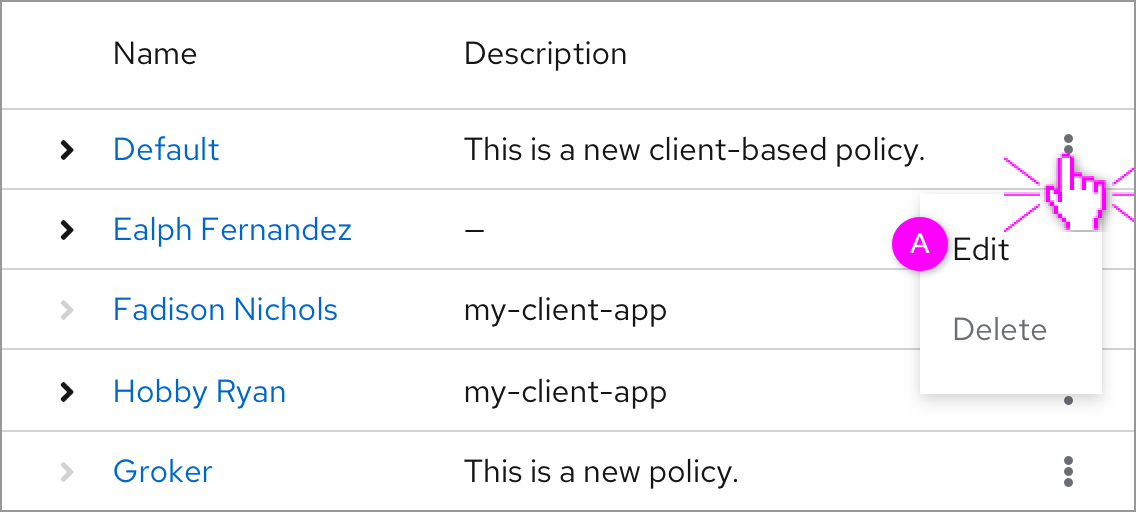 Name Description
Default This is a new client-based policy.
Ealph Fernandez —
A Edit
Fadison Nichols my-client-app
Delete
Hobby Ryan my-client-app
Groker This is a new policy.